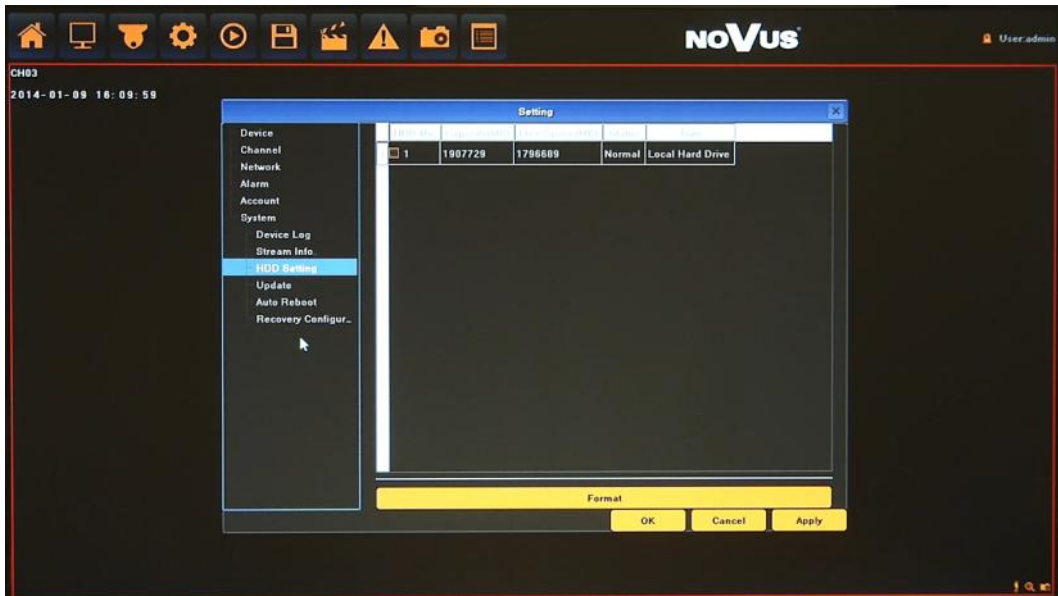 NOVUS
User:admin
CH03
2014-01-09 16:09:59
Setting
Device
Channel
Network
Alarm
Account
System
Device Log
Stream Info.
HDD Setting
Update
Auto Reboot
Recovery Configur_
1 1907729 1796689 Normal Local Hard Drive
Format
OK Cancel Apply